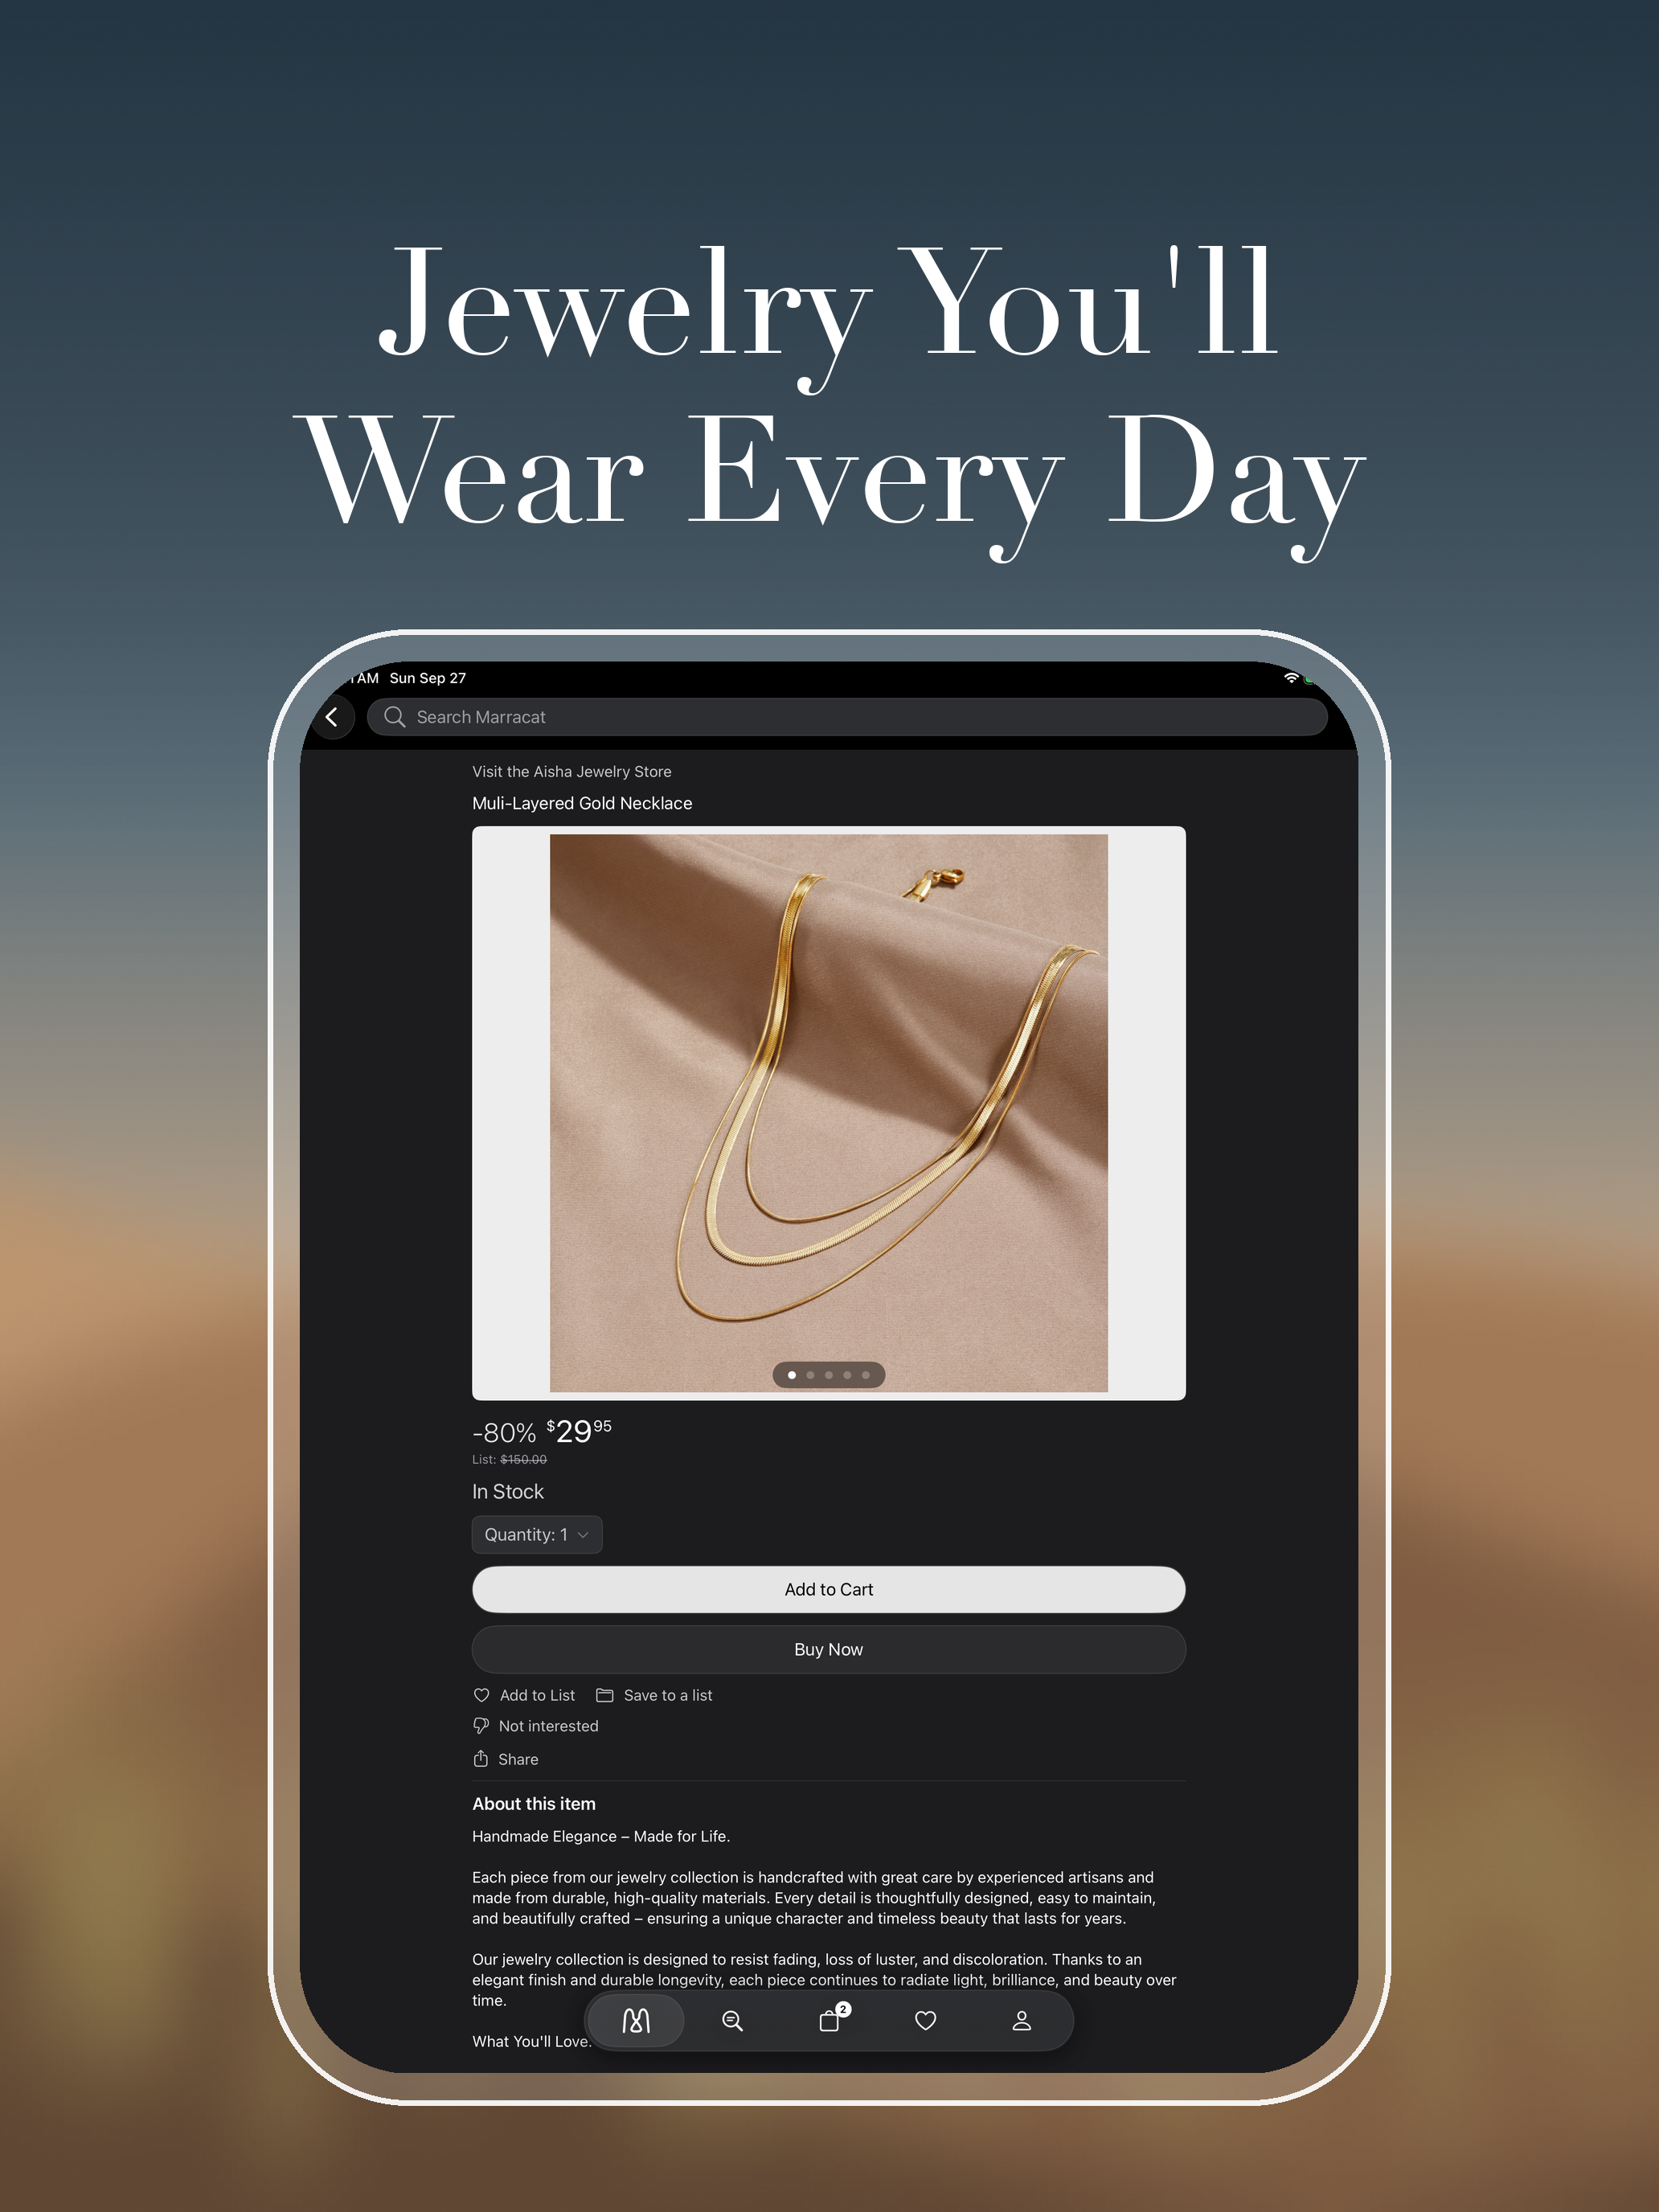 Jewelry You'll
Wear Every Day
AM Sun Sep 27
Search Marracat
Visit the Aisha Jewelry Store
Muli-Layered Gold Necklace
-80% $29 95
List: $150.00
In Stock
Quantity: 1
Add to Cart
Buy Now
Add to List Save to a list
Not interested
Share
About this item
Handmade Elegance – Made for Life.
Each piece from our jewelry collection is handcrafted with great care by experienced artisans and
made from durable, high-quality materials. Every detail is thoughtfully designed, easy to maintain,
and beautifully crafted – ensuring a unique character and timeless beauty that lasts for years.
Our jewelry collection is designed to resist fading, loss of luster, and discoloration. Thanks to an
elegant finish and durable longevity, each piece continues to radiate light, brilliance, and beauty over
time.
2
What You'll Love.